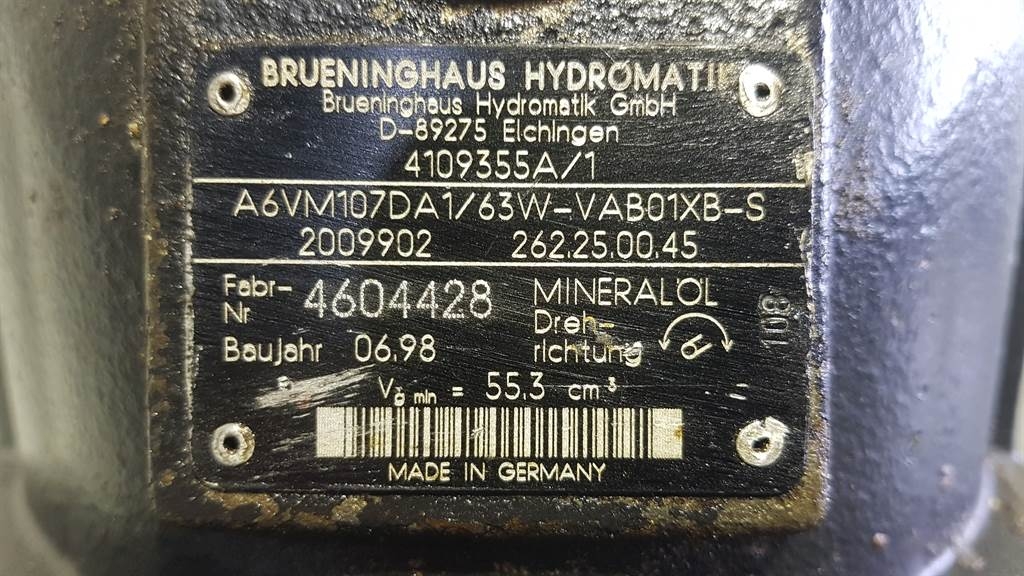 BRUENINGHAUS HYDROMATIK
Brueninghaus Hydromatik GmbH
D-89275 Elchingen
4109355A/1
A6VM107DA1/63W-VAB01XB-S
2009902 262.25.00.45
Fabr-Nr 4604428 MINERALÖL
Dreh-
richtung
Baujahr 06.98
108
Vg min = 55.3 cm³
MADE IN GERMANY